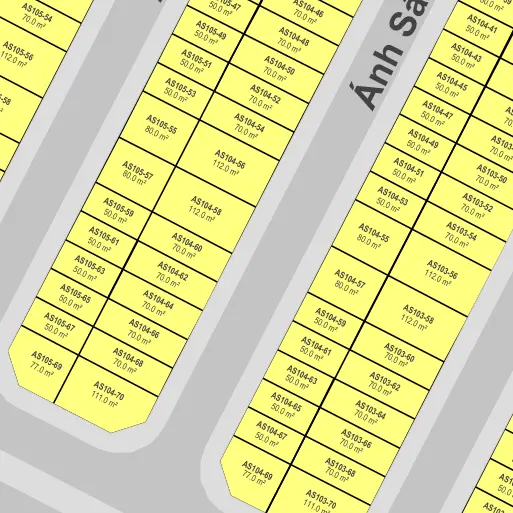 AS105-54
70.0 m²
AS105-56
112.0 m²
-58
50.0 m²
AS105-49
50.0 m²
AS105-51
50.0 m²
AS105-53
50.0 m²
AS105-55
80.0 m²
AS105-57
80.0 m²
AS105-59
50.0 m²
AS105-61
50.0 m²
AS105-63
50.0 m²
AS105-65
50.0 m²
AS105-67
50.0 m²
AS105-69
77.0 m²
AS104-46
70.0 m²
AS104-48
70.0 m²
AS104-50
70.0 m²
AS104-52
70.0 m²
AS104-54
70.0 m²
AS104-56
112.0 m²
AS104-58
112.0 m²
AS104-60
70.0 m²
AS104-62
70.0 m²
AS104-64
70.0 m²
AS104-66
70.0 m²
AS104-68
70.0 m²
AS104-70
111.0 m²
Ánh Sá
50.0 m²
AS104-41
50.0 m²
AS104-43
50.0 m²
AS104-45
50.0 m²
AS104-47
50.0 m²
AS104-49
50.0 m²
AS104-51
50.0 m²
AS104-53
50.0 m²
AS104-55
80.0 m²
AS104-57
80.0 m²
AS104-59
50.0 m²
AS104-61
50.0 m²
AS104-63
50.0 m²
AS104-65
50.0 m²
AS104-67
50.0 m²
AS104-69
77.0 m²
AS103-50
70.0 m²
AS103-52
70.0 m²
AS103-54
70.0 m²
AS103-56
112.0 m²
AS103-58
112.0 m²
AS103-60
70.0 m²
AS103-62
70.0 m²
AS103-64
70.0 m²
AS103-66
70.0 m²
AS103-68
70.0 m²
AS103-70
111.0 m²